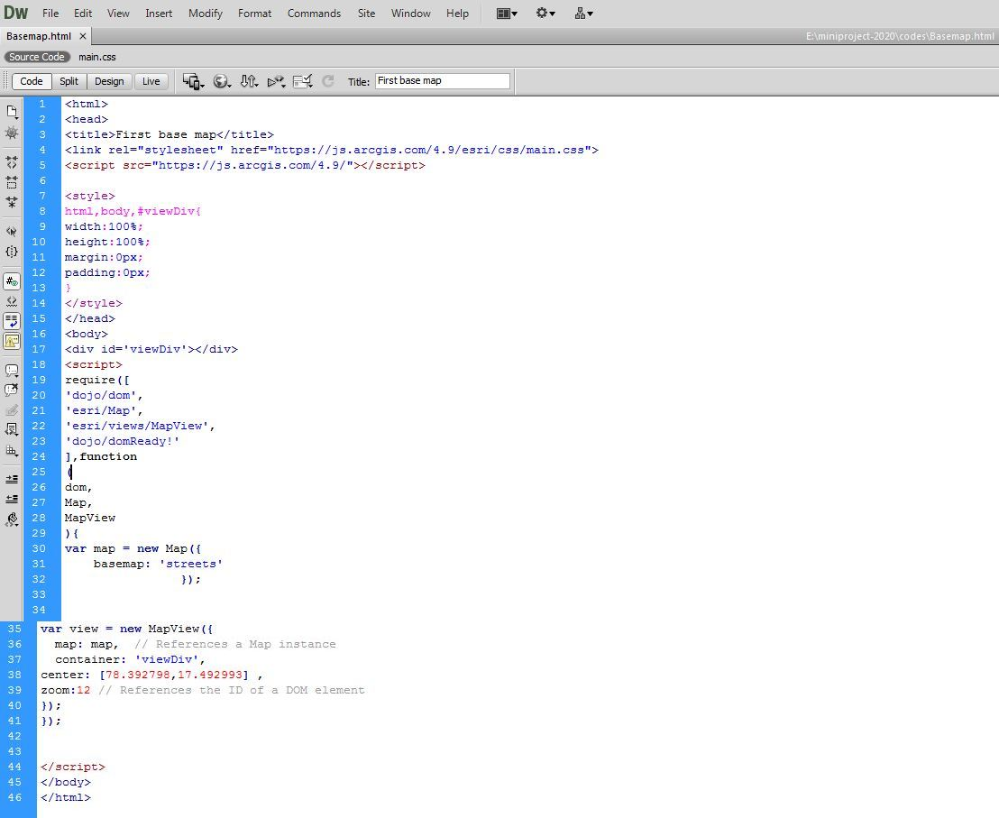 Dw File Edit View Insert Modify Format Commands Site Window Help
Basemap.html × E:\miniproject-2020\codes\Basemap.html
Source Code main.css
Code Split Design Live Title: First base map
1 <html>
2 <head>
3 <title>First base map</title>
4 <link rel="stylesheet" href="https://js.arcgis.com/4.9/esri/css/main.css">
5 <script src="https://js.arcgis.com/4.9/"></script>
6
7 <style>
8 html,body,#viewDiv{
9 width:100%;
10 height:100%;
11 margin:0px;
12 padding:0px;
13 }
14 </style>
15 </head>
16 <body>
17 <div id='viewDiv'></div>
18 <script>
19 require([
20 'dojo/dom',
21 'esri/Map',
22 'esri/views/MapView',
23 'dojo/domReady!'
24 ],function
25 (
26 dom,
27 Map,
28 MapView
29 ){
30 var map = new Map({
31 basemap: 'streets'
32 });
33
34
35 var view = new MapView({
36 map: map, // References a Map instance
37 container: 'viewDiv',
38 center: [78.392798,17.492993] ,
39 zoom:12 // References the ID of a DOM element
40 });
41 });
42
43
44 </script>
45 </body>
46 </html>